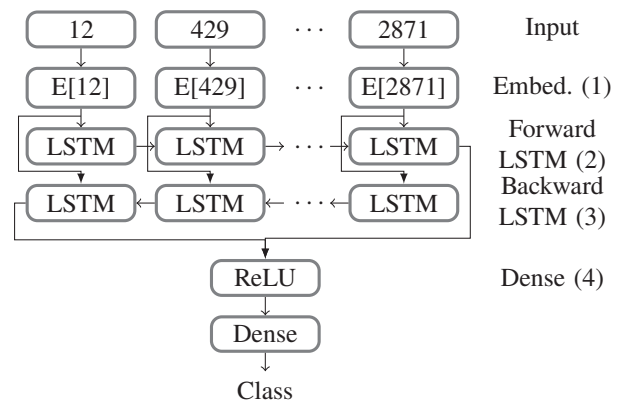 12 429 ··· 2871 Input
E[12] E[429] ··· E[2871] Embed. (1)
Forward
LSTM LSTM ··· LSTM LSTM (2)
Backward
LSTM LSTM ··· LSTM LSTM (3)
ReLU Dense (4)
Dense
Class